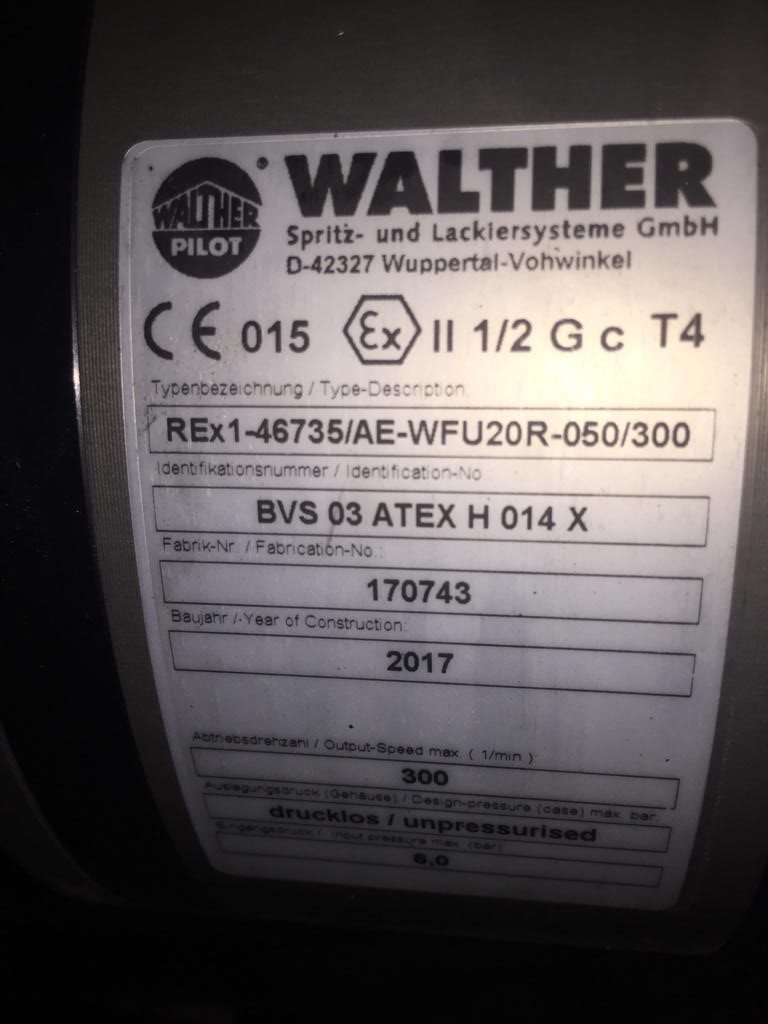 WALTHER
PILOT
®
WALTHER
Spritz- und Lackiersysteme GmbH
D-42327 Wuppertal-Vohwinkel
CE 015 Ex II 1/2 G c T4
Typenbezeichnung / Type-Description
REx1-46735/AE-WFU20R-050/300
Identifikationsnummer / Identification-No
BVS 03 ATEX H 014 X
Fabrik-Nr. / Fabrication-No.:
170743
Baujahr / Year of Construction:
2017
Abtriebsdrehzahl / Output-Speed max. ( 1/min ):
300
Auslegungsdruck (Gehäuse) / Design-pressure (case) max. bar
drucklos / unpressurised
Eingangsdruck / Input pressure max. (bar)
6,0